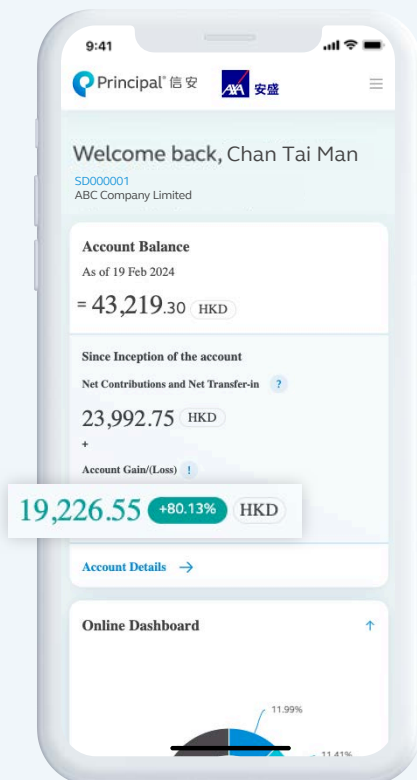 9:41
Principal 信安 AXA 安盛
Welcome back, Chan Tai Man
SD000001
ABC Company Limited
Account Balance
As of 19 Feb 2024
= 43,219.30 HKD
Since Inception of the account
Net Contributions and Net Transfer-in ?
23,992.75 HKD
+
Account Gain/(Loss) !
19,226.55 +80.13% HKD
Account Details →
Online Dashboard ↑
11.99%
11.41%